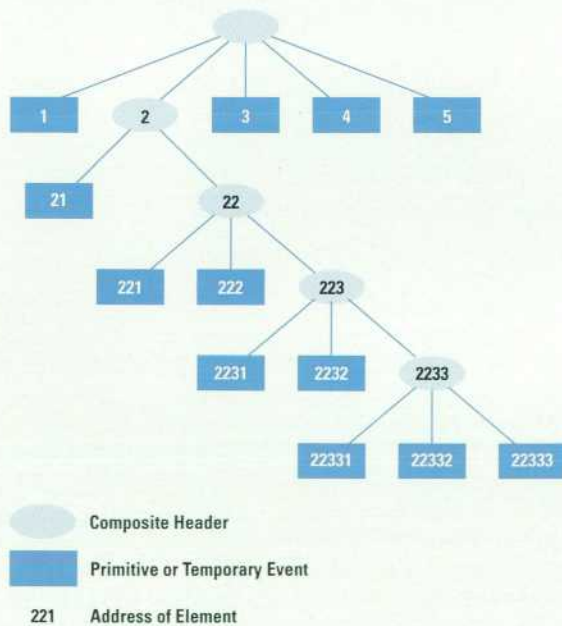 1 2 3 4 5
21 22
221 222 223
2231 2232 2233
22331 22332 22333
Composite Header
Primitive or Temporary Event
221 Address of Element